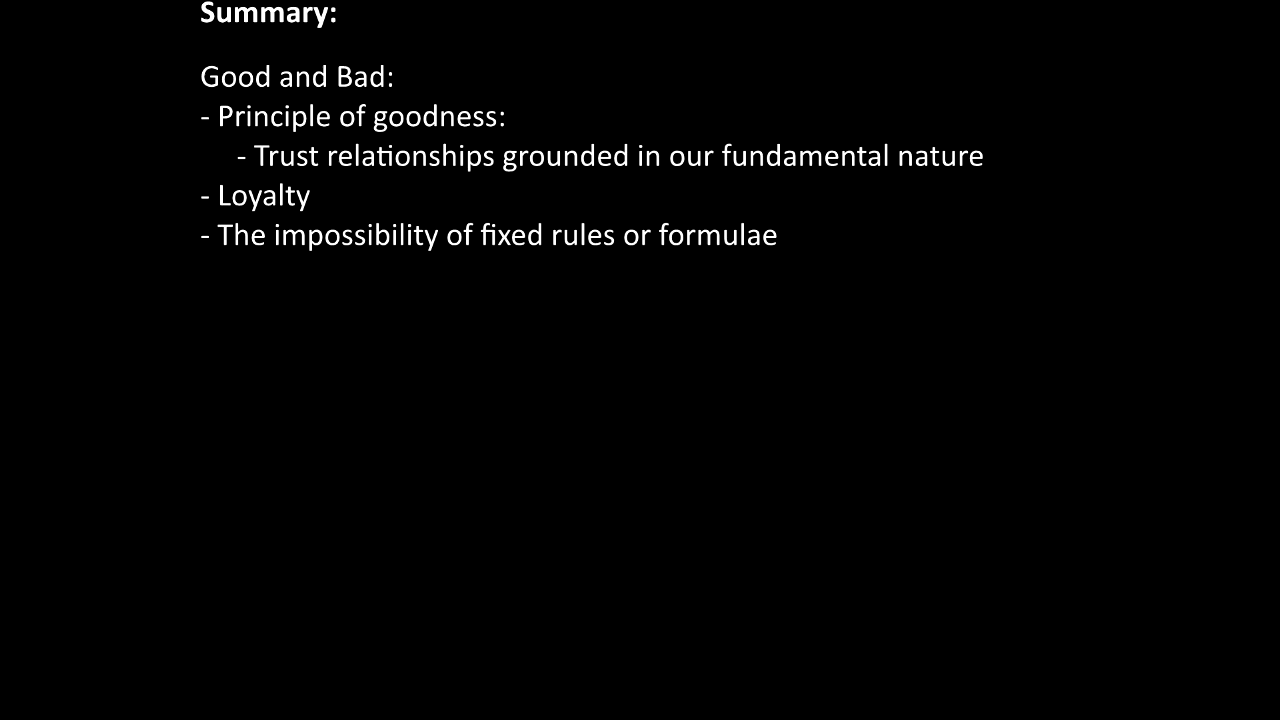 Summary:
Good and Bad:
- Principle of goodness:
- Trust relationships grounded in our fundamental nature
- Loyalty
- The impossibility of fixed rules or formulae